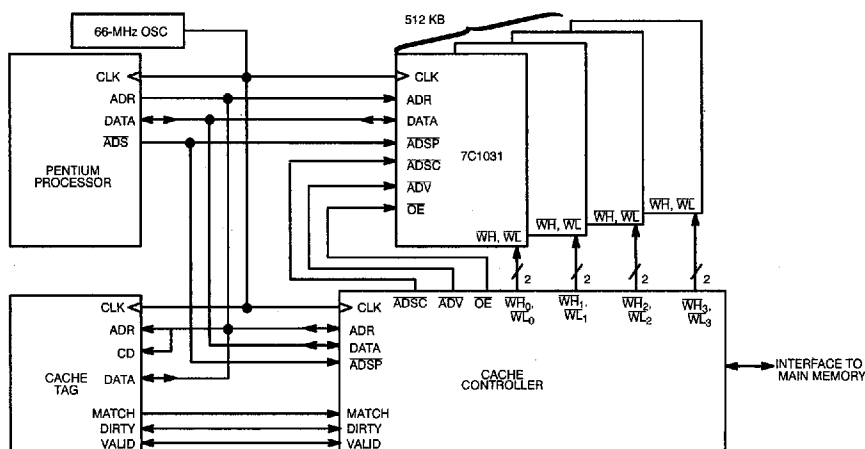 66-MHz OSC
512 KB
CLK
ADR
DATA
ADS
PENTIUM
PROCESSOR
CLK
ADR
DATA
ADSP
ADSC
ADV
OE
7C1031
WH, WL
WH, WL
WH, WL
WH, WL
2
2
2
2
CLK
ADR
CD
DATA
MATCH
DIRTY
VALID
CACHE
TAG
ADSC
ADV
OE
WH0,
WL0
WH1,
WL1
WH2,
WL2
WH3,
WL3
CLK
ADR
DATA
ADSP
MATCH
DIRTY
VALID
CACHE
CONTROLLER
INTERFACE TO
MAIN MEMORY